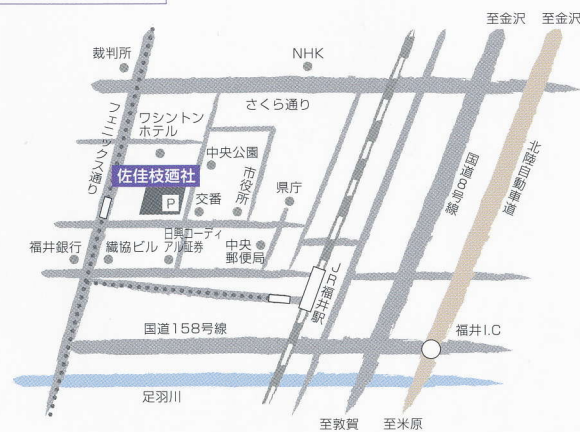 至金沢
至金沢
裁判所
NHK
さくら通り
フェニックス通り
ワシントン
ホテル
北陸自動車道
国道8号線
中央公園
佐佳枝廼社
市役所
県庁
P
交番
福井銀行
繊協ビル
日興コーディ
アル証券
中央
郵便局
JR福井駅
国道158号線
福井I.C
足羽川
至敦賀
至米原